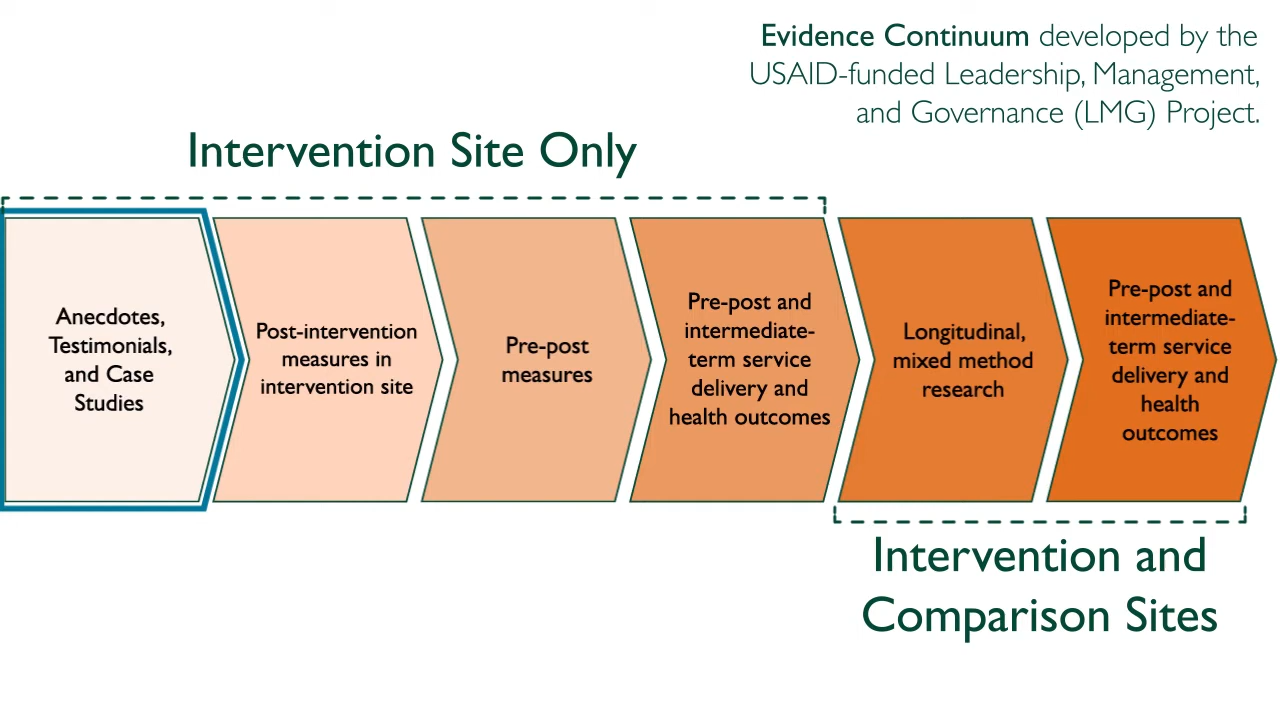 Evidence Continuum developed by the
USAID-funded Leadership, Management,
and Governance (LMG) Project.
Intervention Site Only
Anecdotes,
Testimonials,
and Case
Studies
Post-intervention
measures in
intervention site
Pre-post
measures
Pre-post and
intermediate-
term service
delivery and
health outcomes
Longitudinal,
mixed method
research
Pre-post and
intermediate-
term service
delivery and
health
outcomes
Intervention and
Comparison Sites